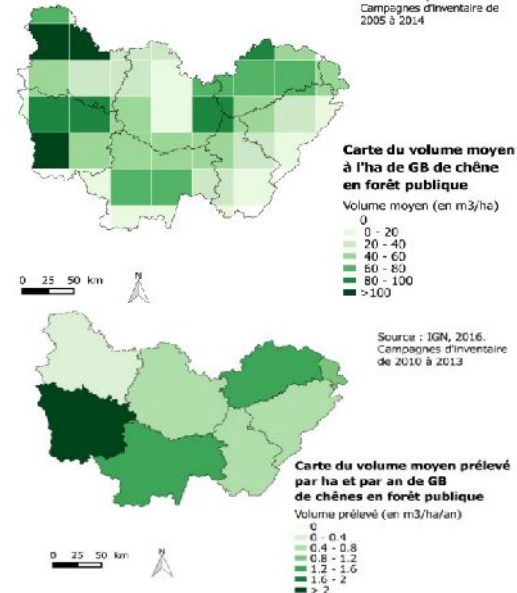 Campagnes d'inventaire de
2005 à 2014
Carte du volume moyen
à l'ha de GB de chêne
en forêt publique
Volume moyen (en m3/ha)
0
0 - 20
20 - 40
40 - 60
60 - 80
80 - 100
>100
0 25 50 km
N
Source : IGN, 2016.
Campagnes d'inventaire
de 2010 à 2013
Carte du volume moyen prélevé
par ha et par an de GB
de chênes en forêt publique
Volume prélevé (en m3/ha/an)
0
0 - 0.4
0.4 - 0.8
0.8 - 1.2
1.2 - 1.6
1.6 - 2
> 2
0 25 50 km
N